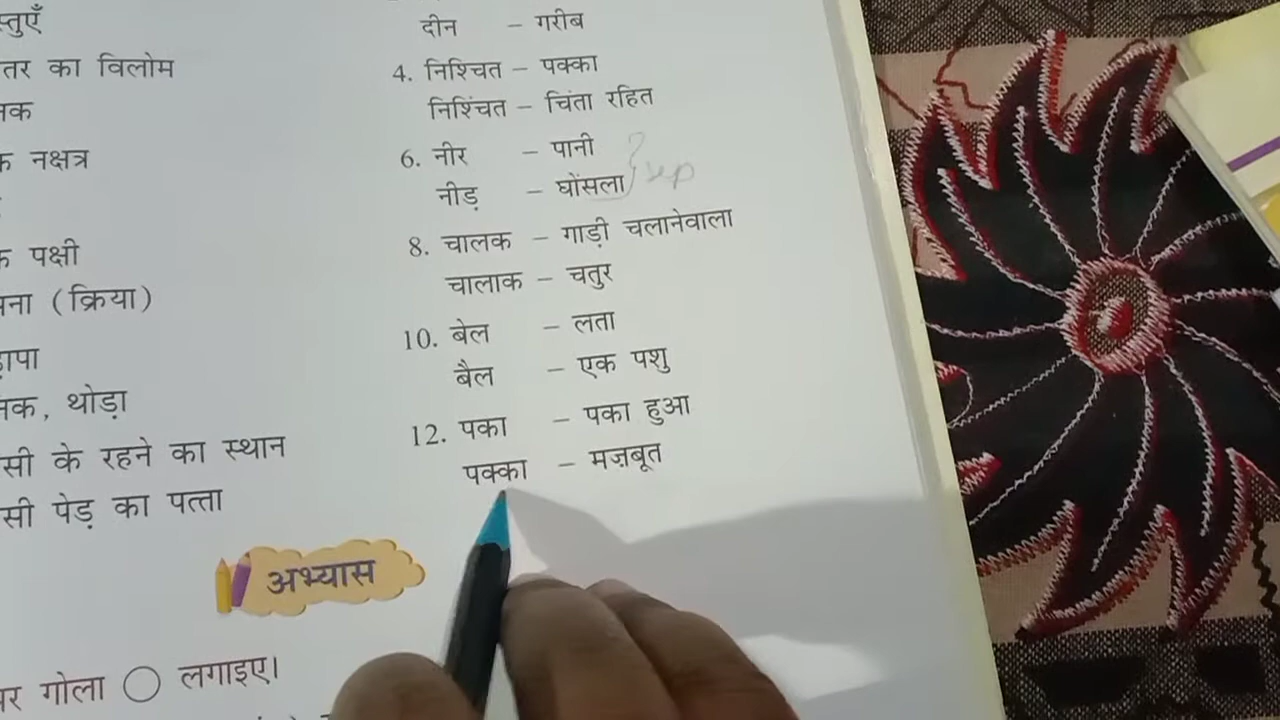 दीन – गरीब
तर का विलोम
4. निश्चित – पक्का
निश्चिंत – चिंता रहित
क नक्षत्र
6. नीर – पानी
नीड़ – घोंसला
क पक्षी
8. चालक – गाड़ी चलानेवाला
चालाक – चतुर
(क्रिया)
10. बेल – लता
बैल – एक पशु
थोड़ा
12. पका – पका हुआ
सी के रहने का स्थान
पक्का – मज़बूत
सी पेड़ का पत्ता
अभ्यास
पर गोला ◯ लगाइए।